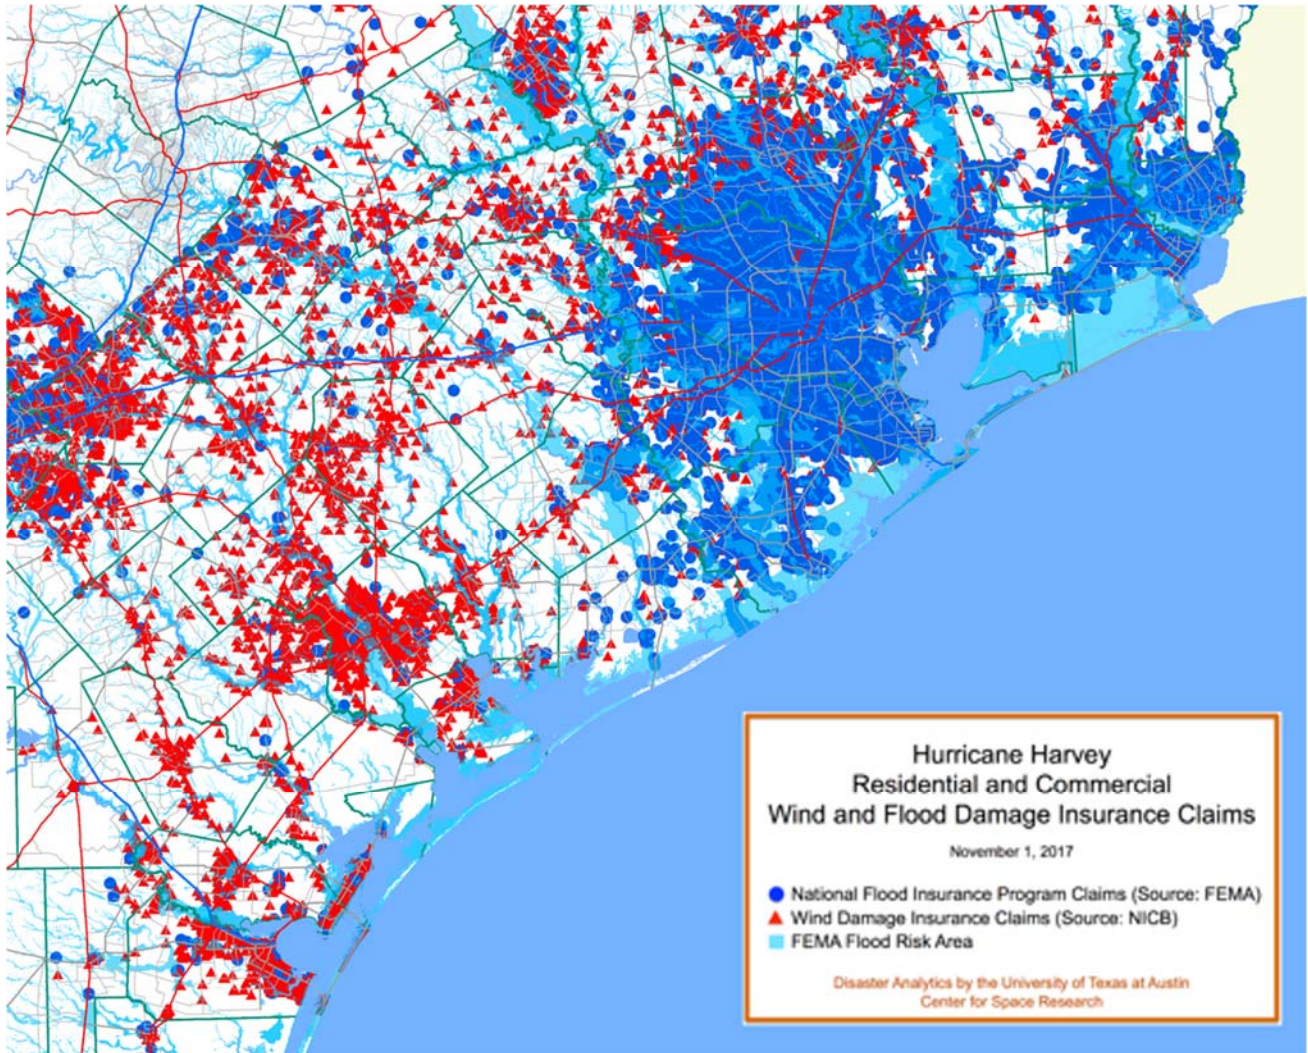 Hurricane Harvey
Residential and Commercial
Wind and Flood Damage Insurance Claims
November 1, 2017
National Flood Insurance Program Claims (Source: FEMA)
Wind Damage Insurance Claims (Source: NICB)
FEMA Flood Risk Area
Disaster Analytics by the University of Texas at Austin
Center for Space Research